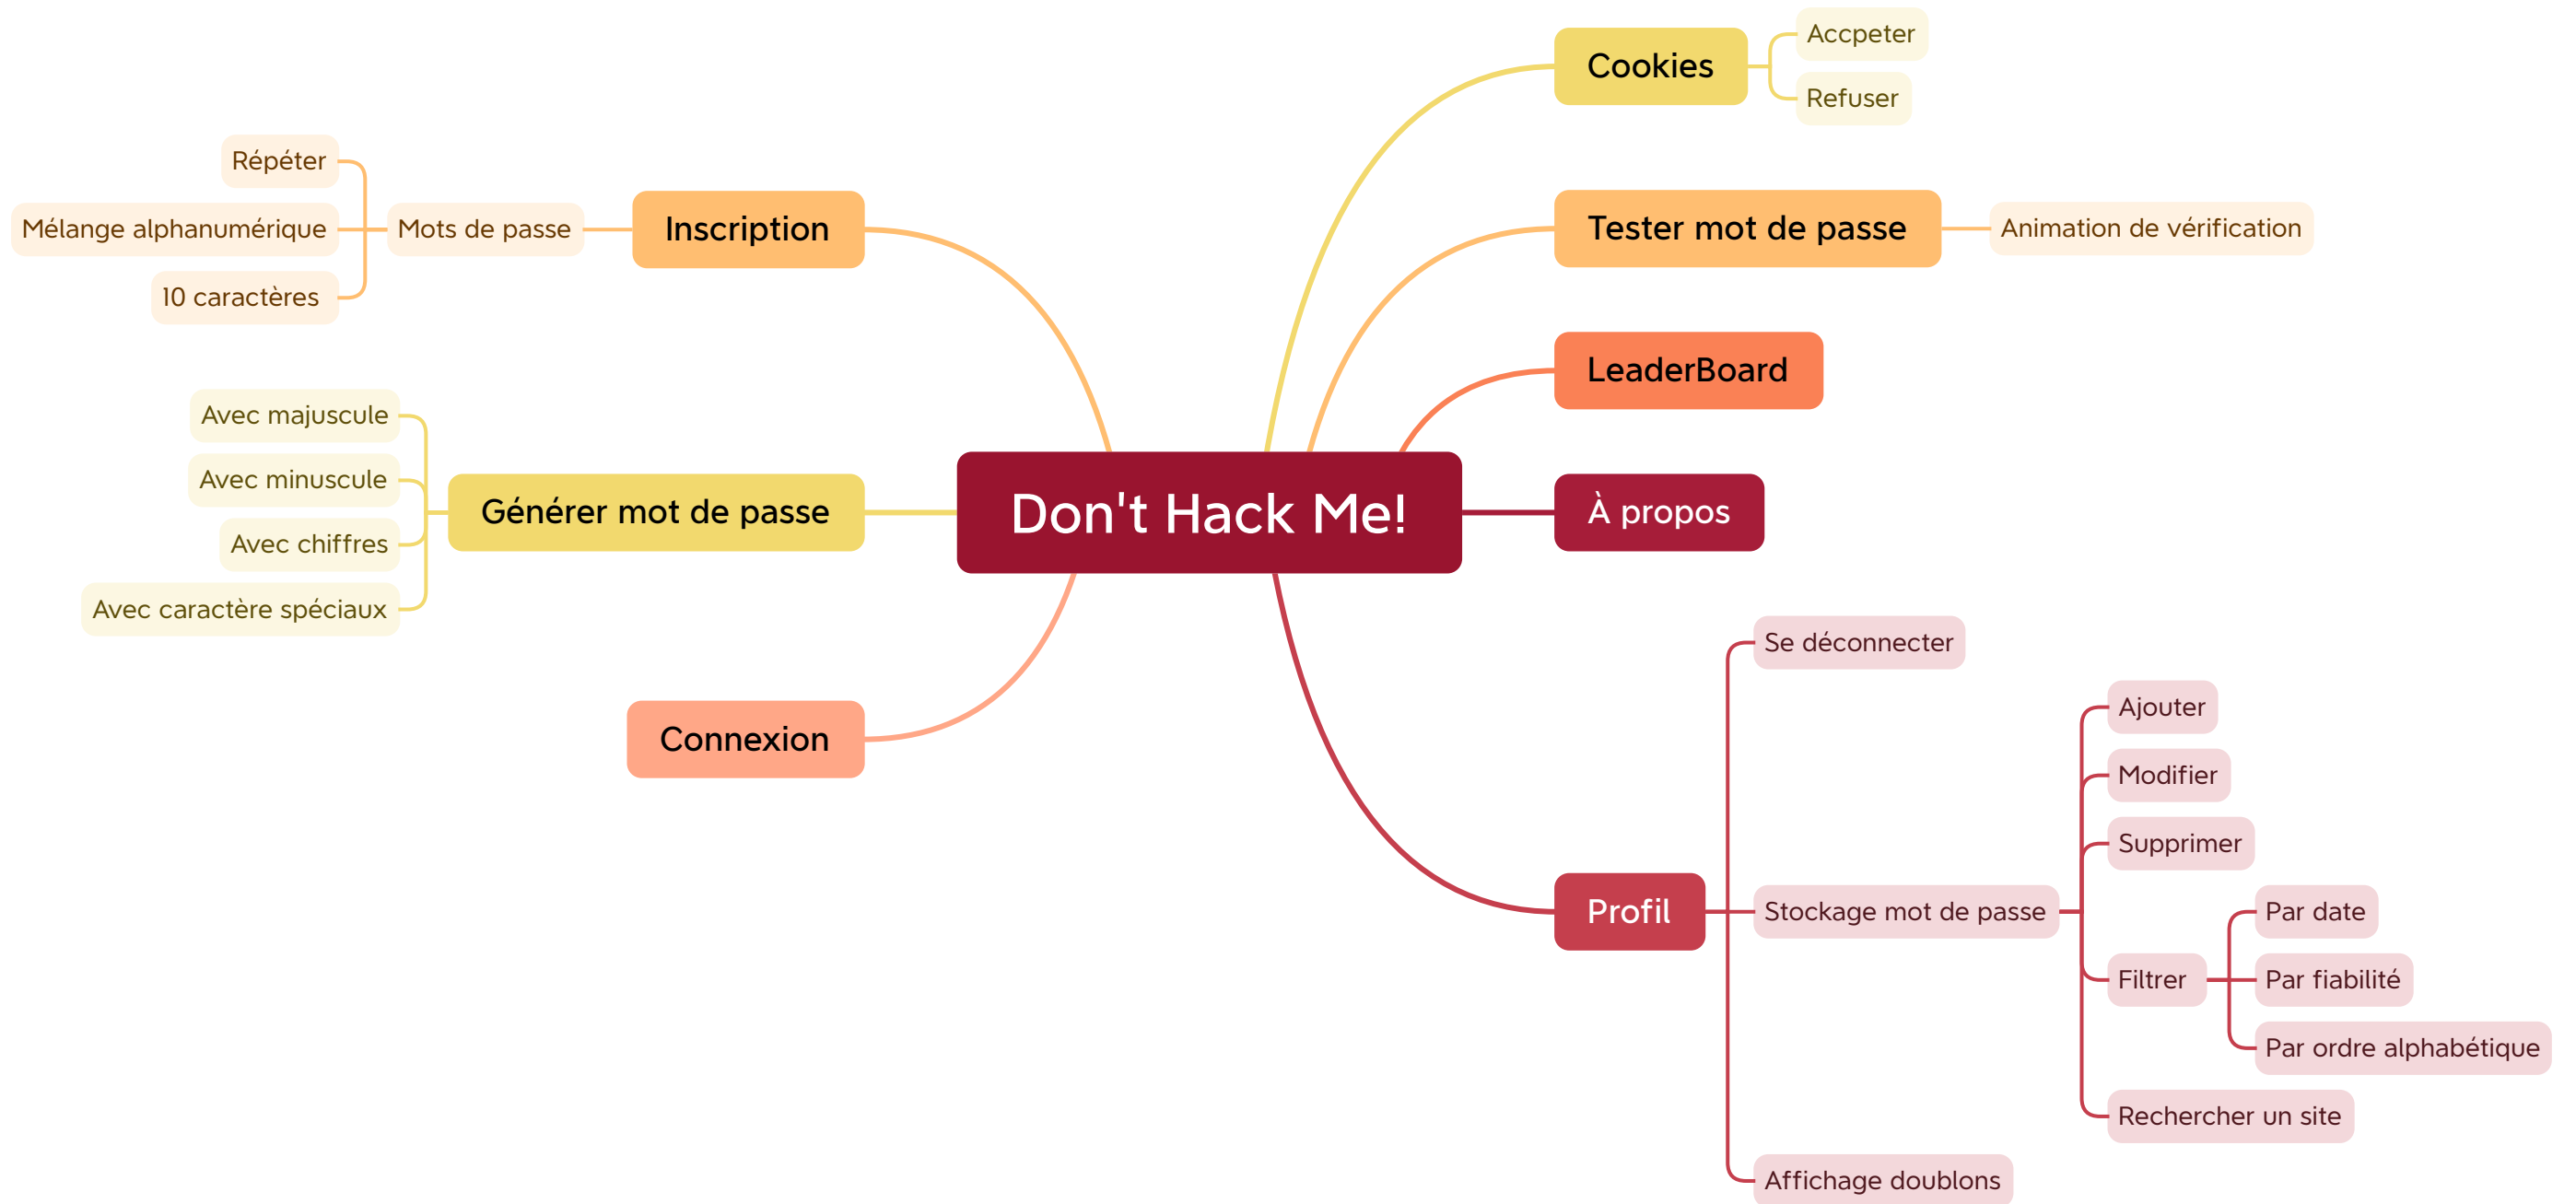 Don't Hack Me!
Cookies
Accpeter
Refuser
Tester mot de passe
Animation de vérification
LeaderBoard
À propos
Profil
Se déconnecter
Stockage mot de passe
Ajouter
Modifier
Supprimer
Filtrer
Par date
Par fiabilité
Par ordre alphabétique
Rechercher un site
Affichage doublons
Inscription
Mots de passe
Répéter
Mélange alphanumérique
10 caractères
Générer mot de passe
Avec majuscule
Avec minuscule
Avec chiffres
Avec caractère spéciaux
Connexion